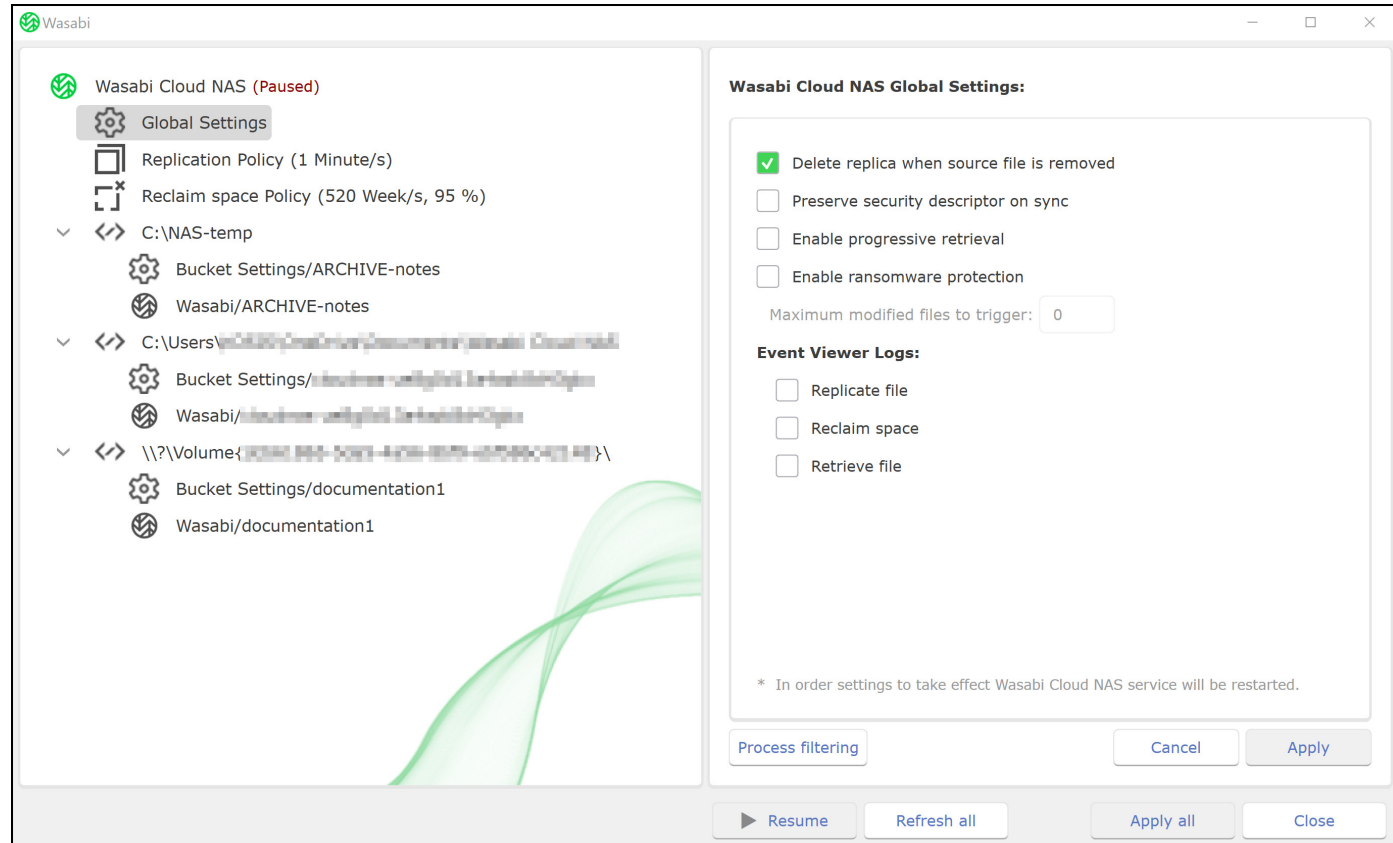 Wasabi
Wasabi Cloud NAS (Paused)
Global Settings
Replication Policy (1 Minute/s)
Reclaim space Policy (520 Week/s, 95 %)
C:\NAS-temp
Bucket Settings/ARCHIVE-notes
Wasabi/ARCHIVE-notes
C:\Users\
Bucket Settings/
Wasabi/
\\?\Volume{ }\
Bucket Settings/documentation1
Wasabi/documentation1
Wasabi Cloud NAS Global Settings:
Delete replica when source file is removed
Preserve security descriptor on sync
Enable progressive retrieval
Enable ransomware protection
Maximum modified files to trigger: 0
Event Viewer Logs:
Replicate file
Reclaim space
Retrieve file
* In order settings to take effect Wasabi Cloud NAS service will be restarted.
Process filtering Cancel Apply
Resume Refresh all Apply all Close